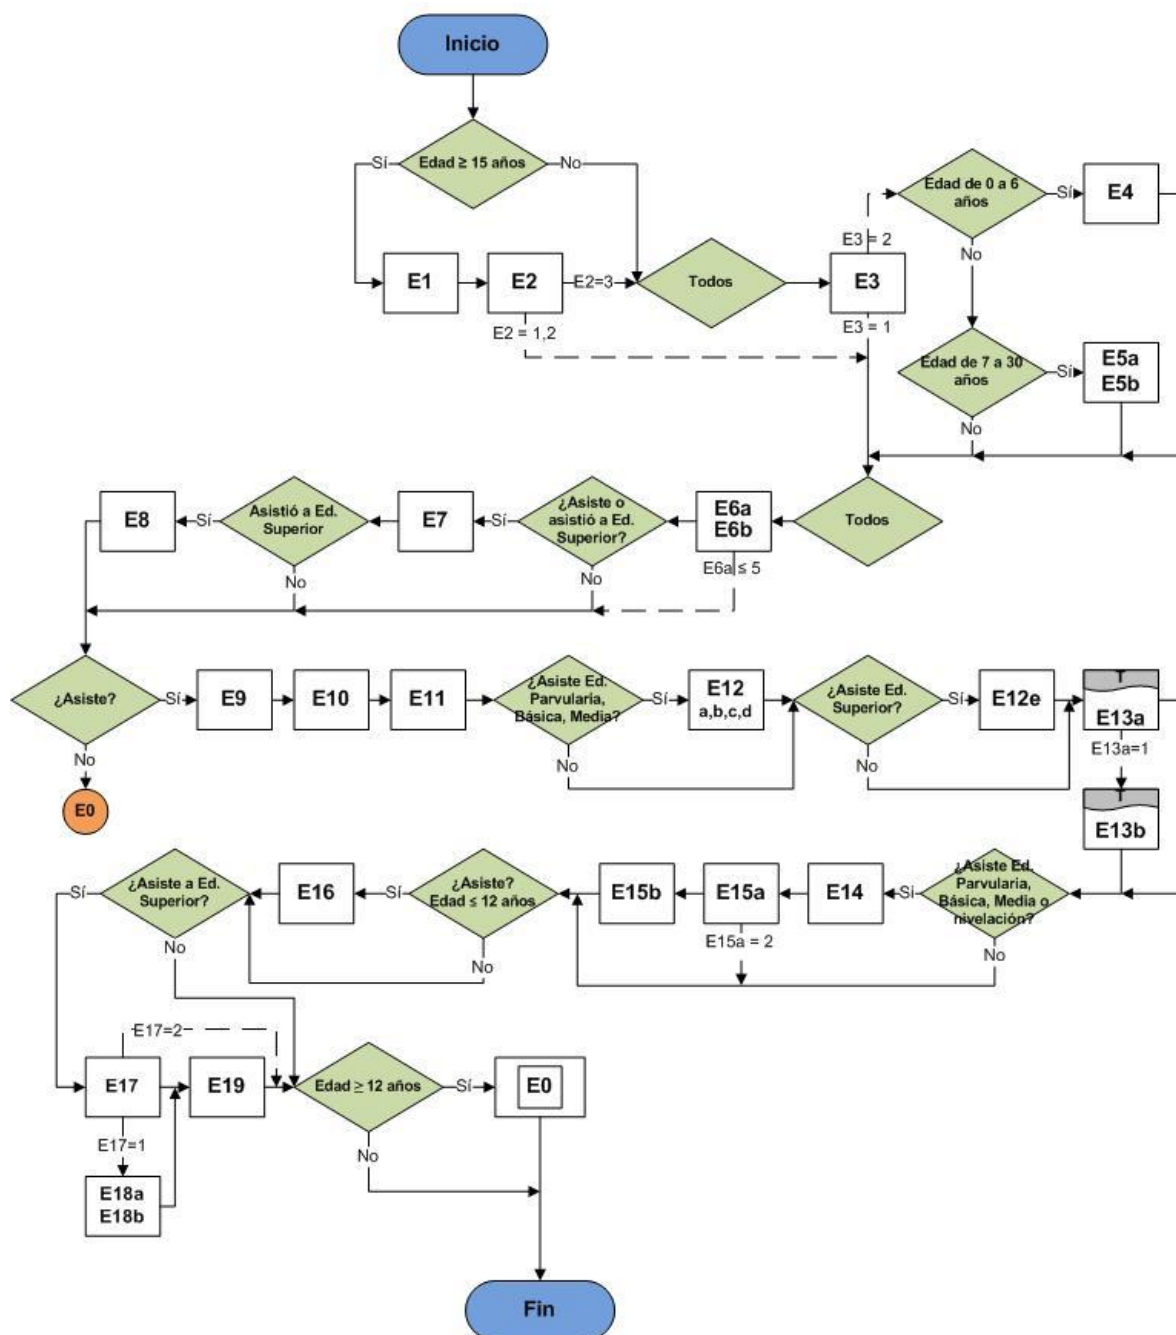 Inicio
Edad ≥ 15 años
Sí
No
E1
E2
E2=3
E2 = 1,2
Todos
E3
E3 = 2
E3 = 1
Edad de 0 a 6
años
Sí
E4
No
Edad de 7 a 30
años
Sí
E5a
E5b
No
Todos
E6a
E6b
E6a ≤ 5
¿Asiste o
asistió a Ed.
Superior?
Sí
No
E7
Asistió a Ed.
Superior
Sí
No
E8
¿Asiste?
Sí
No
E0
E9
E10
E11
¿Asiste Ed.
Parvularia,
Básica, Media?
Sí
No
E12
a,b,c,d
¿Asiste Ed.
Superior?
Sí
No
E12e
T
E13a
E13a=1
T
E13b
¿Asiste Ed.
Parvularia,
Básica, Media o
nivelación?
Si
No
E14
E15a
E15a = 2
E15b
¿Asiste?
Edad ≤ 12 años
Sí
No
E16
¿Asiste a Ed.
Superior?
Sí
No
E17
E17=2
E17=1
E18a
E18b
E19
Edad ≥ 12 años
Sí
No
E0
Fin